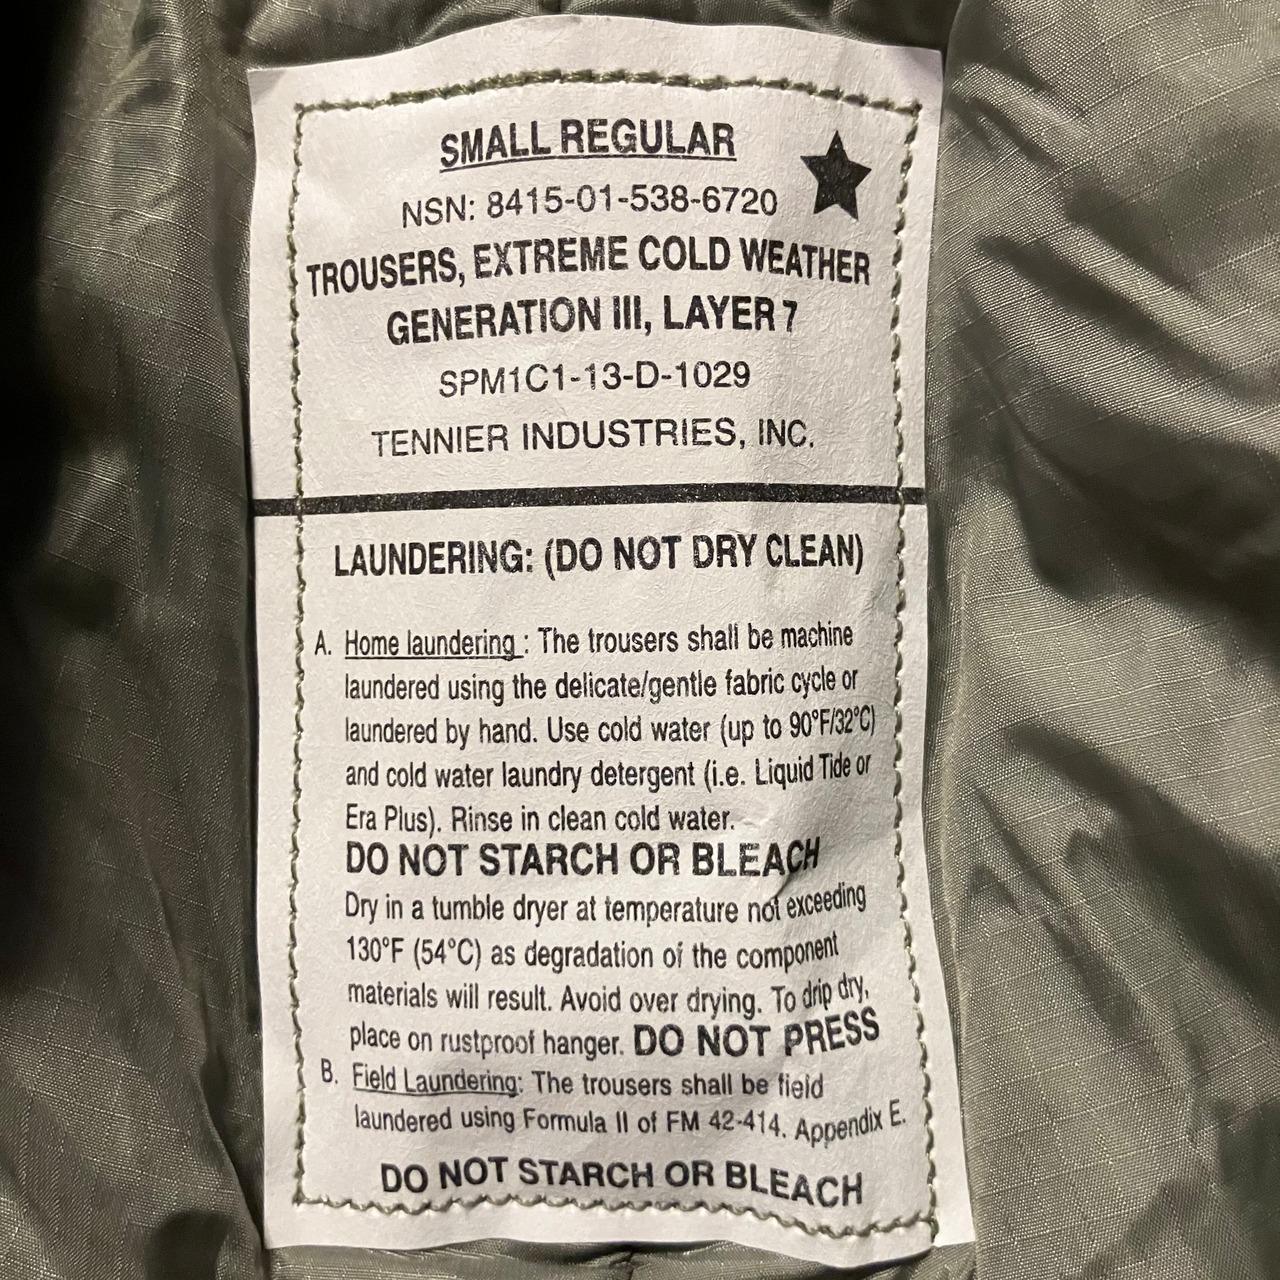 SMALL REGULAR
NSN: 8415-01-538-6720
TROUSERS, EXTREME COLD WEATHER
GENERATION III, LAYER 7
SPM1C1-13-D-1029
TENNIER INDUSTRIES, INC.
LAUNDERING: (DO NOT DRY CLEAN)
A. Home laundering : The trousers shall be machine
laundered using the delicate/gentle fabric cycle or
laundered by hand. Use cold water (up to 90°F/32°C)
and cold water laundry detergent (i.e. Liquid Tide or
Era Plus). Rinse in clean cold water.
DO NOT STARCH OR BLEACH
Dry in a tumble dryer at temperature not exceeding
130°F (54°C) as degradation of the component
materials will result. Avoid over drying. To drip dry,
place on rustproof hanger. DO NOT PRESS
B. Field Laundering: The trousers shall be field
laundered using Formula II of FM 42-414. Appendix E.
DO NOT STARCH OR BLEACH